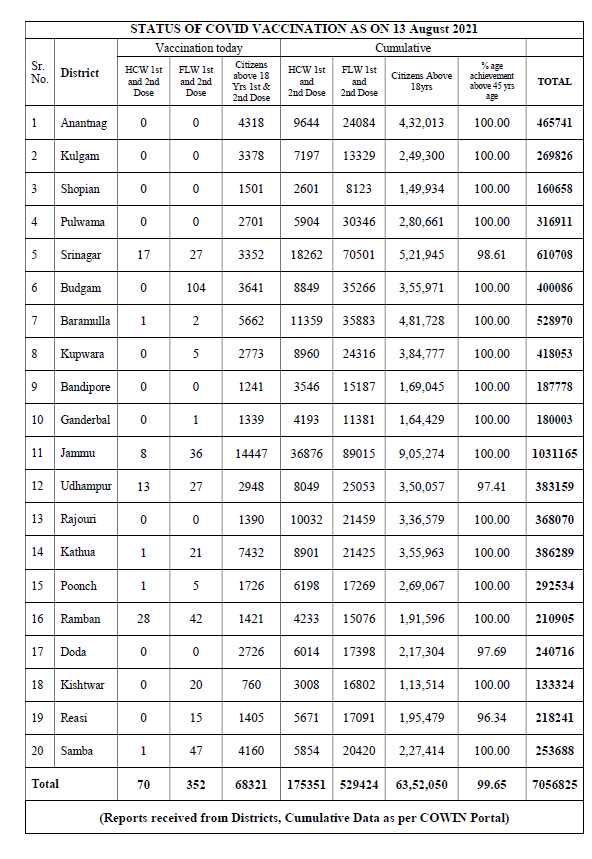 STATUS OF COVID VACCINATION AS ON 13 August 2021
Sr. No. District Vaccination today Cumulative
HCW 1st and 2nd Dose FLW 1st and 2nd Dose Citizens above 18 Yrs 1st & 2nd Dose HCW 1st and 2nd Dose FLW 1st and 2nd Dose Citizens Above 18yrs % age achievement above 45 yrs age TOTAL
1 Anantnag 0 0 4318 9644 24084 4,32,013 100.00 465741
2 Kulgam 0 0 3378 7197 13329 2,49,300 100.00 269826
3 Shopian 0 0 1501 2601 8123 1,49,934 100.00 160658
4 Pulwama 0 0 2701 5904 30346 2,80,661 100.00 316911
5 Srinagar 17 27 3352 18262 70501 5,21,945 98.61 610708
6 Budgam 0 104 3641 8849 35266 3,55,971 100.00 400086
7 Baramulla 1 2 5662 11359 35883 4,81,728 100.00 528970
8 Kupwara 0 5 2773 8960 24316 3,84,777 100.00 418053
9 Bandipore 0 0 1241 3546 15187 1,69,045 100.00 187778
10 Ganderbal 0 1 1339 4193 11381 1,64,429 100.00 180003
11 Jammu 8 36 14447 36876 89015 9,05,274 100.00 1031165
12 Udhampur 13 27 2948 8049 25053 3,50,057 97.41 383159
13 Rajouri 0 0 1390 10032 21459 3,36,579 100.00 368070
14 Kathua 1 21 7432 8901 21425 3,55,963 100.00 386289
15 Poonch 1 5 1726 6198 17269 2,69,067 100.00 292534
16 Ramban 28 42 1421 4233 15076 1,91,596 100.00 210905
17 Doda 0 0 2726 6014 17398 2,17,304 97.69 240716
18 Kishtwar 0 20 760 3008 16802 1,13,514 100.00 133324
19 Reasi 0 15 1405 5671 17091 1,95,479 96.34 218241
20 Samba 1 47 4160 5854 20420 2,27,414 100.00 253688
Total 70 352 68321 175351 529424 63,52,050 99.65 7056825
(Reports received from Districts, Cumulative Data as per COWIN Portal)